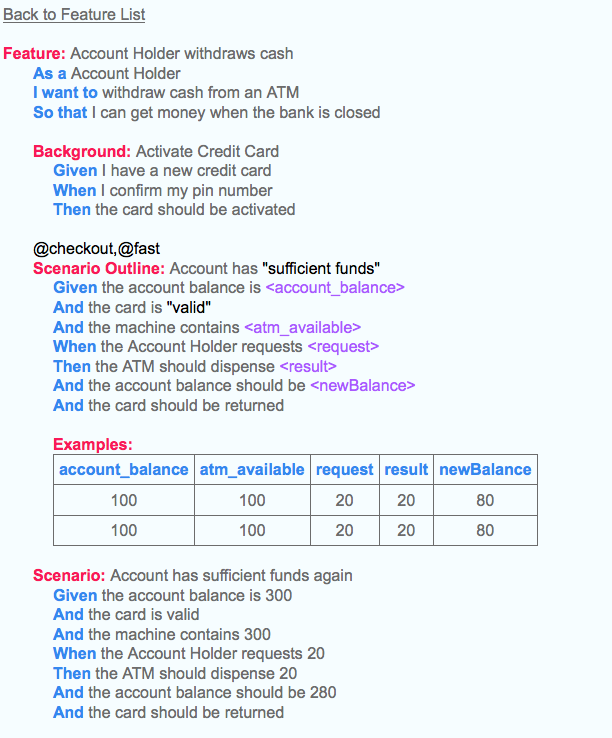 Back to Feature List
Feature: Account Holder withdraws cash
As a Account Holder
I want to withdraw cash from an ATM
So that I can get money when the bank is closed
Background: Activate Credit Card
Given I have a new credit card
When I confirm my pin number
Then the card should be activated
@checkout,@fast
Scenario Outline: Account has "sufficient funds"
Given the account balance is <account_balance>
And the card is "valid"
And the machine contains <atm_available>
When the Account Holder requests <request>
Then the ATM should dispense <result>
And the account balance should be <newBalance>
And the card should be returned
Examples:
account_balance atm_available request result newBalance
100 100 20 20 80
100 100 20 20 80
Scenario: Account has sufficient funds again
Given the account balance is 300
And the card is valid
And the machine contains 300
When the Account Holder requests 20
Then the ATM should dispense 20
And the account balance should be 280
And the card should be returned